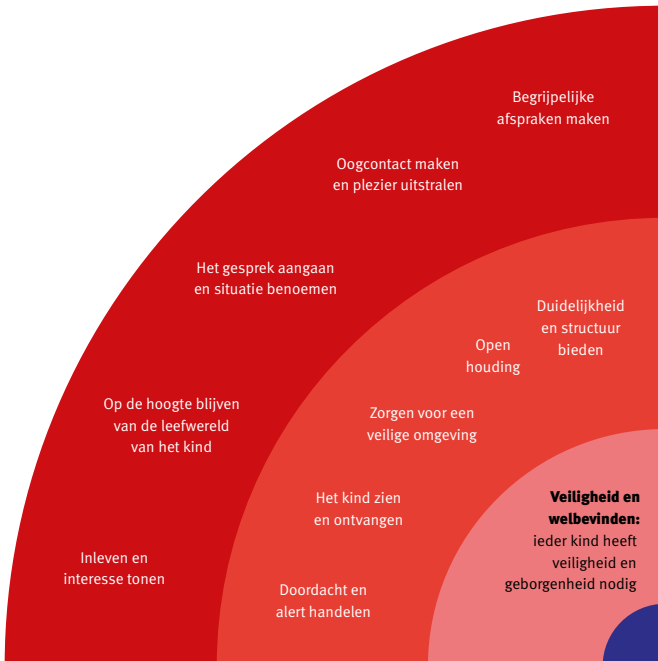 Begrijpelijke
afspraken maken
Oogcontact maken
en plezier uitstralen
Het gesprek aangaan
en situatie benoemen
Op de hoogte blijven
van de leefwereld
van het kind
Inleven en
interesse tonen
Duidelijkheid
en structuur
bieden
Open
houding
Zorgen voor een
veilige omgeving
Het kind zien
en ontvangen
Doordacht en
alert handelen
Veiligheid en
welbevinden:
ieder kind heeft
veiligheid en
geborgenheid nodig